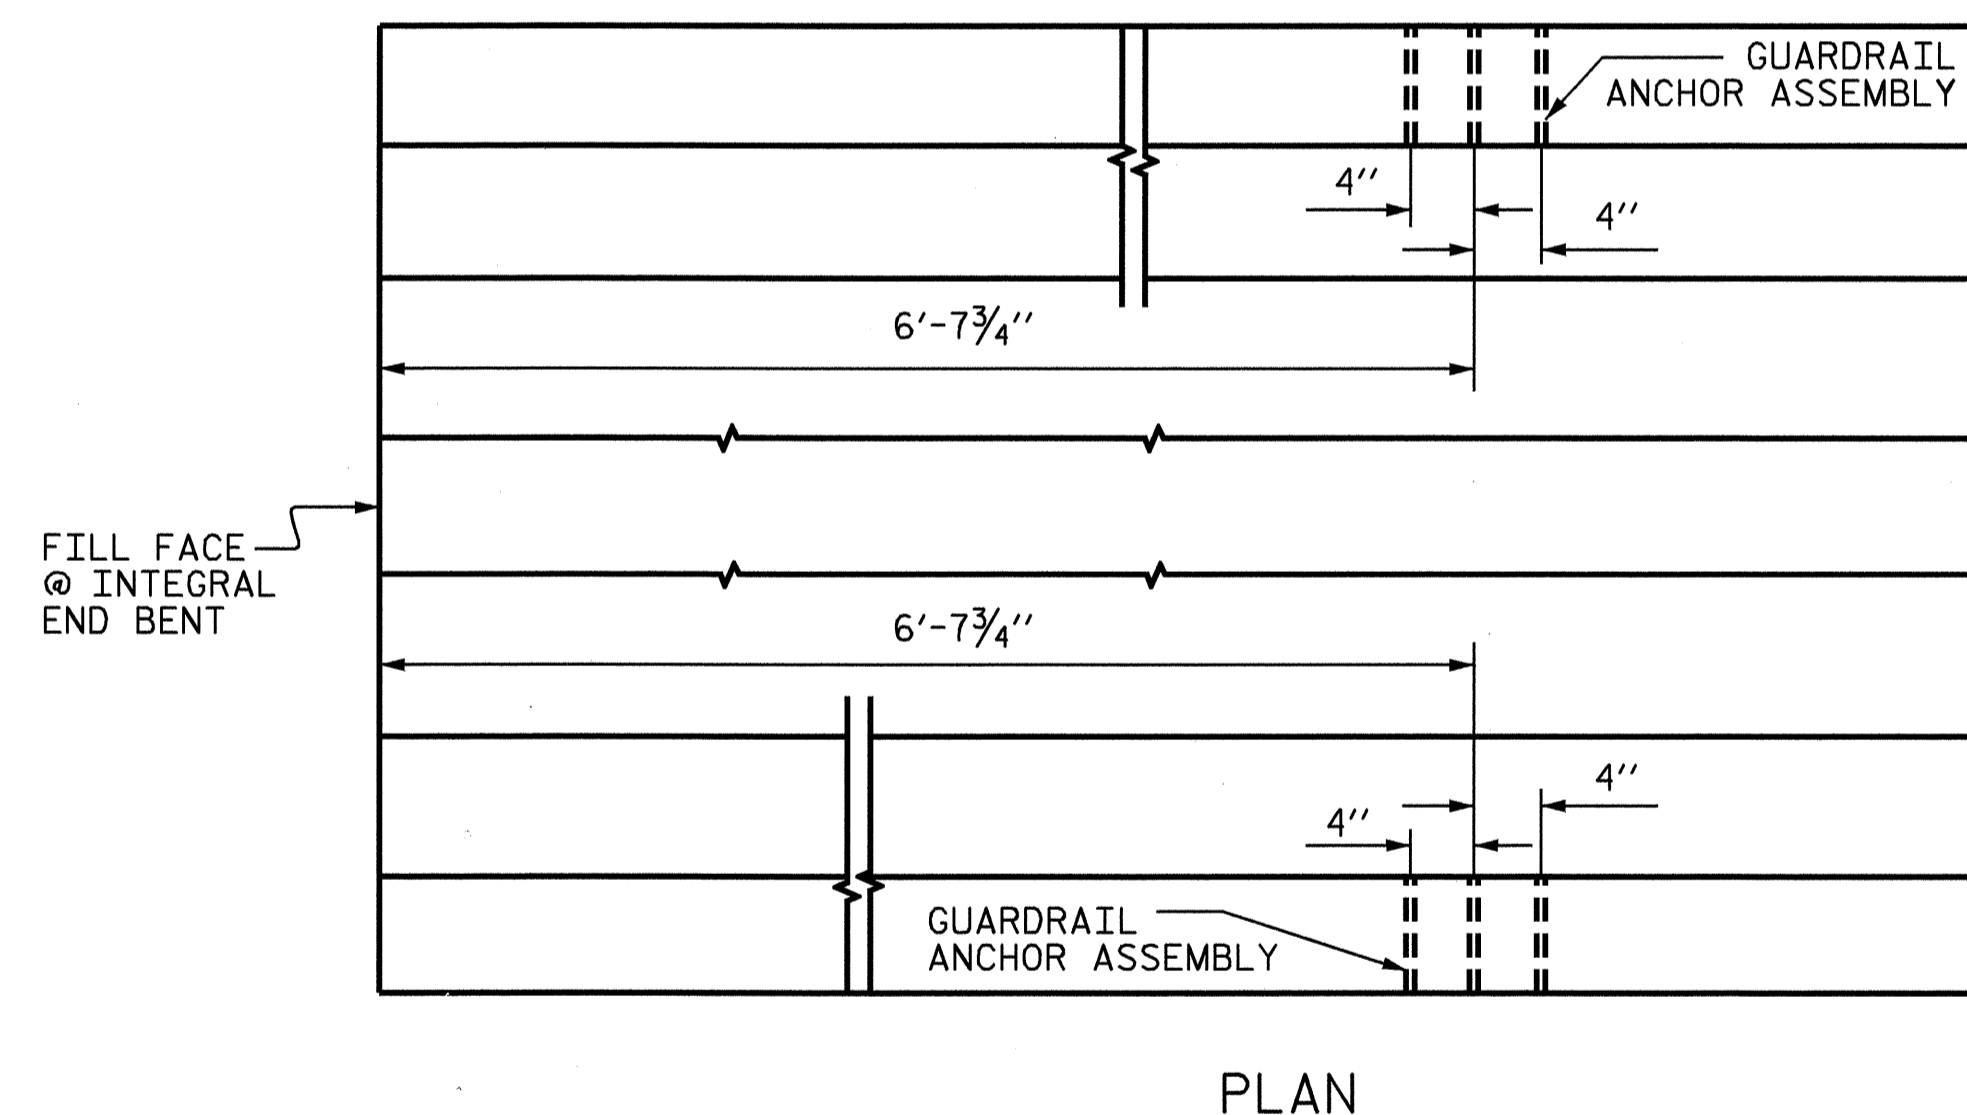 GUARDRAIL
ANCHOR ASSEMBLY
4″
4″
6′-7¾″
FILL FACE
@ INTEGRAL
END BENT
6′-7¾″
4″
4″
GUARDRAIL
ANCHOR ASSEMBLY
PLAN